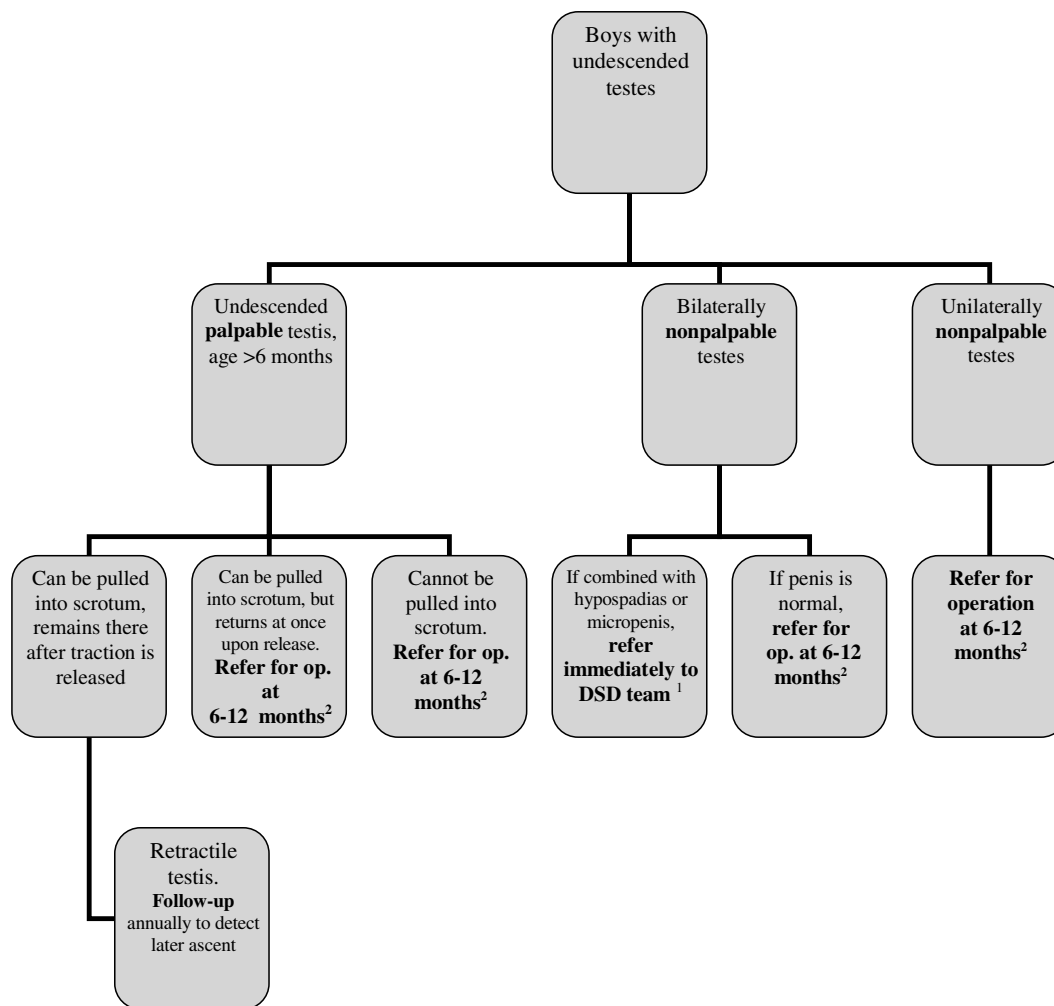 Boys with
undescended
testes
Undescended
palpable testis,
age >6 months
Bilaterally
nonpalpable
testes
Unilaterally
nonpalpable
testes
Can be pulled
into scrotum,
remains there
after traction is
released
Can be pulled
into scrotum, but
returns at once
upon release.
Refer for op.
at
6-12 months²
Cannot be
pulled into
scrotum.
Refer for op.
at 6-12
months²
If combined with
hypospadias or
micropenis,
refer
immediately to
DSD team ¹
If penis is
normal,
refer for
op. at 6-12
months²
Refer for
operation
at 6-12
months²
Retractile
testis.
Follow-up
annually to detect
later ascent